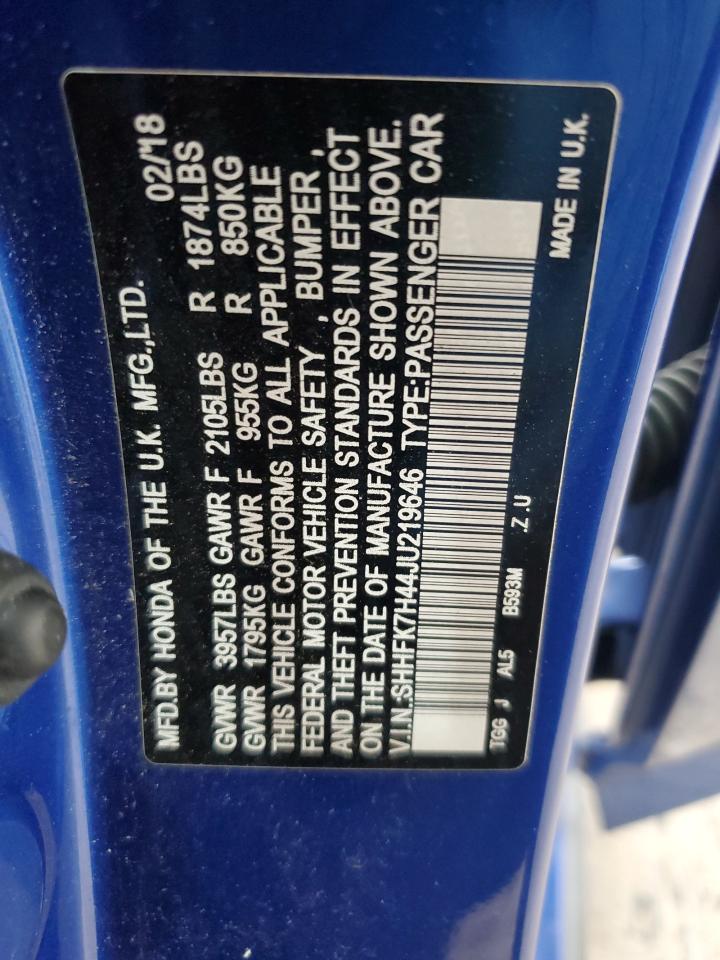 MFD.BY HONDA OF THE U.K. MFG.,LTD. 02/18
GVWR 3957LBS GAWR F 2105LBS R 1874LBS
GVWR 1795KG GAWR F 955KG R 850KG
THIS VEHICLE CONFORMS TO ALL APPLICABLE
FEDERAL MOTOR VEHICLE SAFETY , BUMPER ,
AND THEFT PREVENTION STANDARDS IN EFFECT
ON THE DATE OF MANUFACTURE SHOWN ABOVE.
V.I.N.:SHHFK7H44JU219646 TYPE:PASSENGER CAR
TGG J AL5 B593M .Z .U MADE IN U.K.